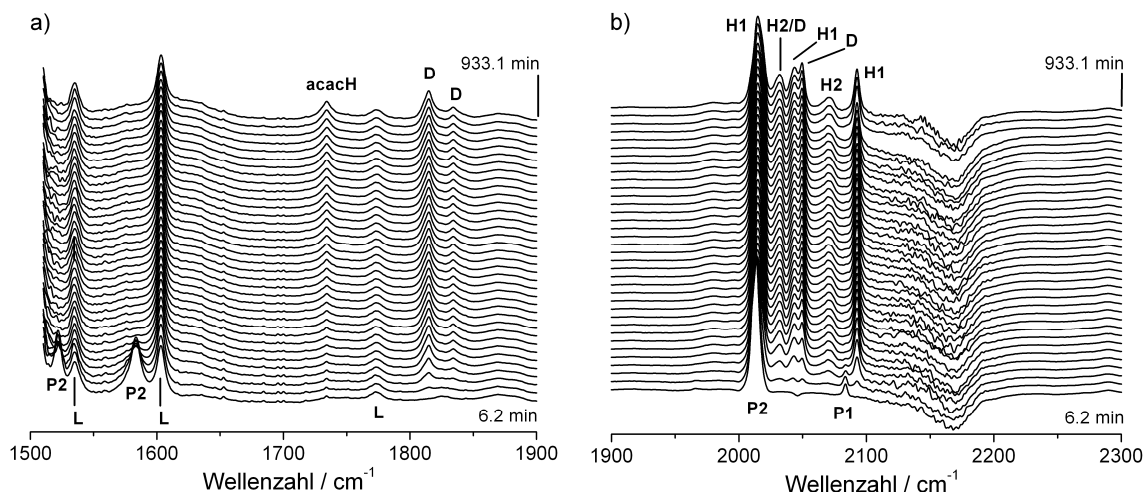 a)
933.1 min
acacH
D
D
P2
L
P2
L
L
6.2 min
1500
1600
1700
1800
1900
Wellenzahl / cm⁻¹
b)
H1
H2/D
H1
D
H2
H1
933.1 min
P2
P1
6.2 min
1900
2000
2100
2200
2300
Wellenzahl / cm⁻¹